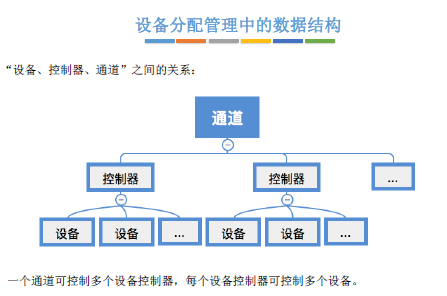 设备分配管理中的数据结构
“设备、控制器、通道”之间的关系：
通道
控制器 控制器 ...
设备 设备 ... 设备 设备 ...
一个通道可控制多个设备控制器，每个设备控制器可控制多个设备。